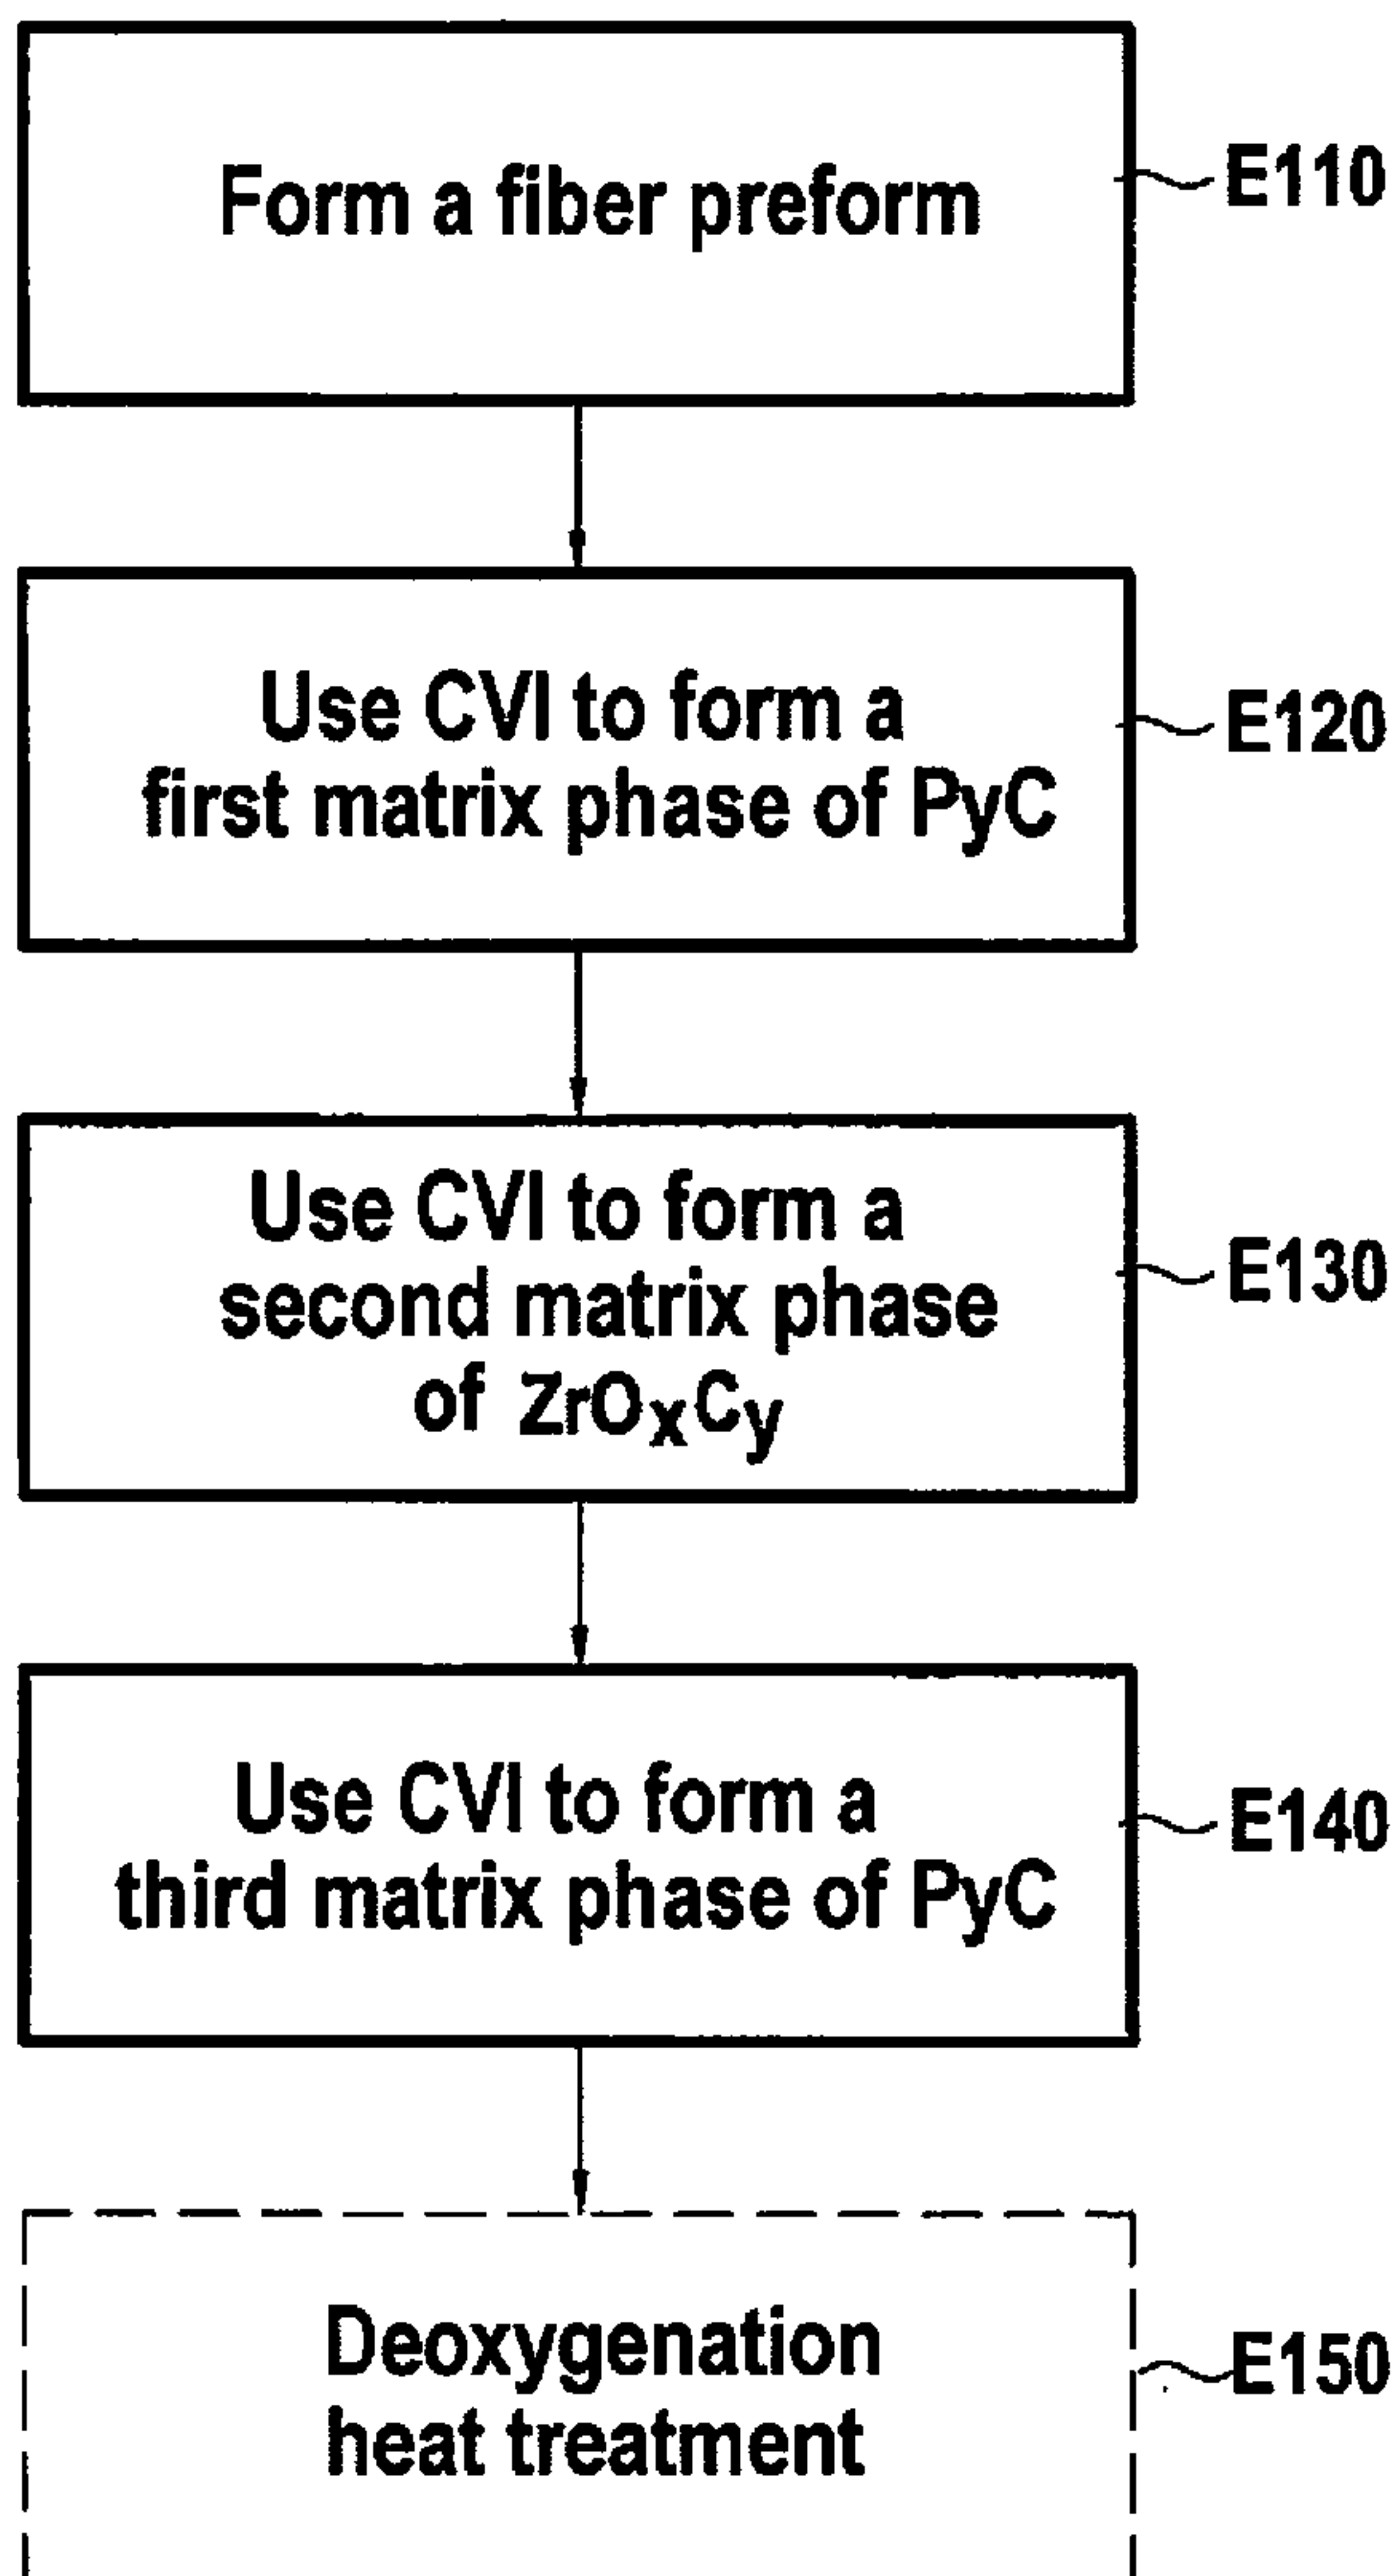 Form a fiber preform
E110
Use CVI to form a
first matrix phase of PyC
E120
Use CVI to form a
second matrix phase
of ZrOxCy
E130
Use CVI to form a
third matrix phase of PyC
E140
Deoxygenation
heat treatment
E150